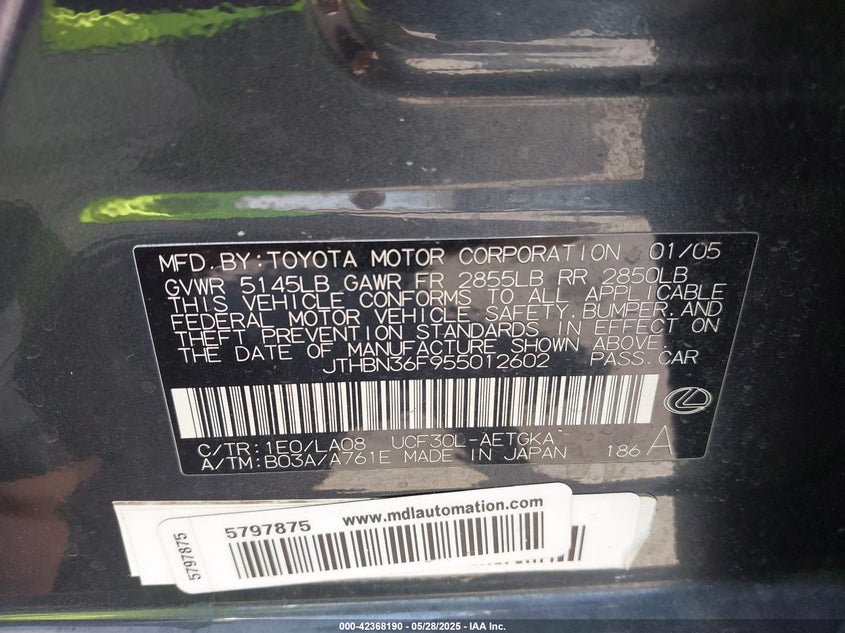 MFD. BY: TOYOTA MOTOR CORPORATION 01/05
GVWR 5145LB GAWR FR 2855LB RR 2850LB
THIS VEHICLE CONFORMS TO ALL APPLICABLE
FEDERAL MOTOR VEHICLE SAFETY, BUMPER, AND
THEFT PREVENTION STANDARDS IN EFFECT ON
THE DATE OF MANUFACTURE SHOWN ABOVE.
JTHBN36F955012602 PASS. CAR
C/TR: 1E0/LA08 UCF30L-AETGKA
A/TM: B03A/A761E MADE IN JAPAN 186 A
5797875 www.mdlautomation.com
5797875
000-42368190 - 05/28/2025 - IAA Inc.